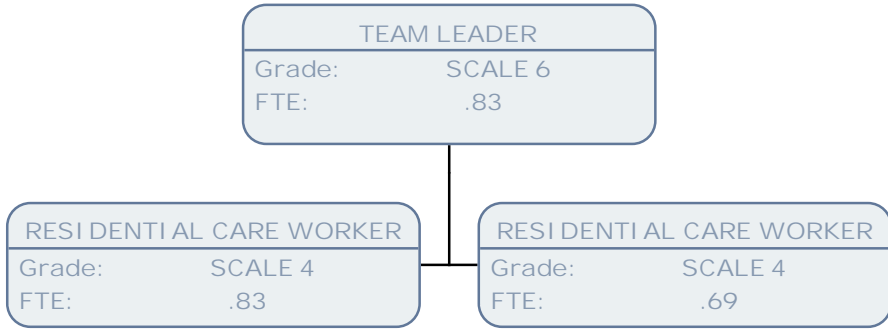 TEAM LEADER
Grade: SCALE 6
FTE: .83
RESIDENTIAL CARE WORKER
Grade: SCALE 4
FTE: .83
RESIDENTIAL CARE WORKER
Grade: SCALE 4
FTE: .69